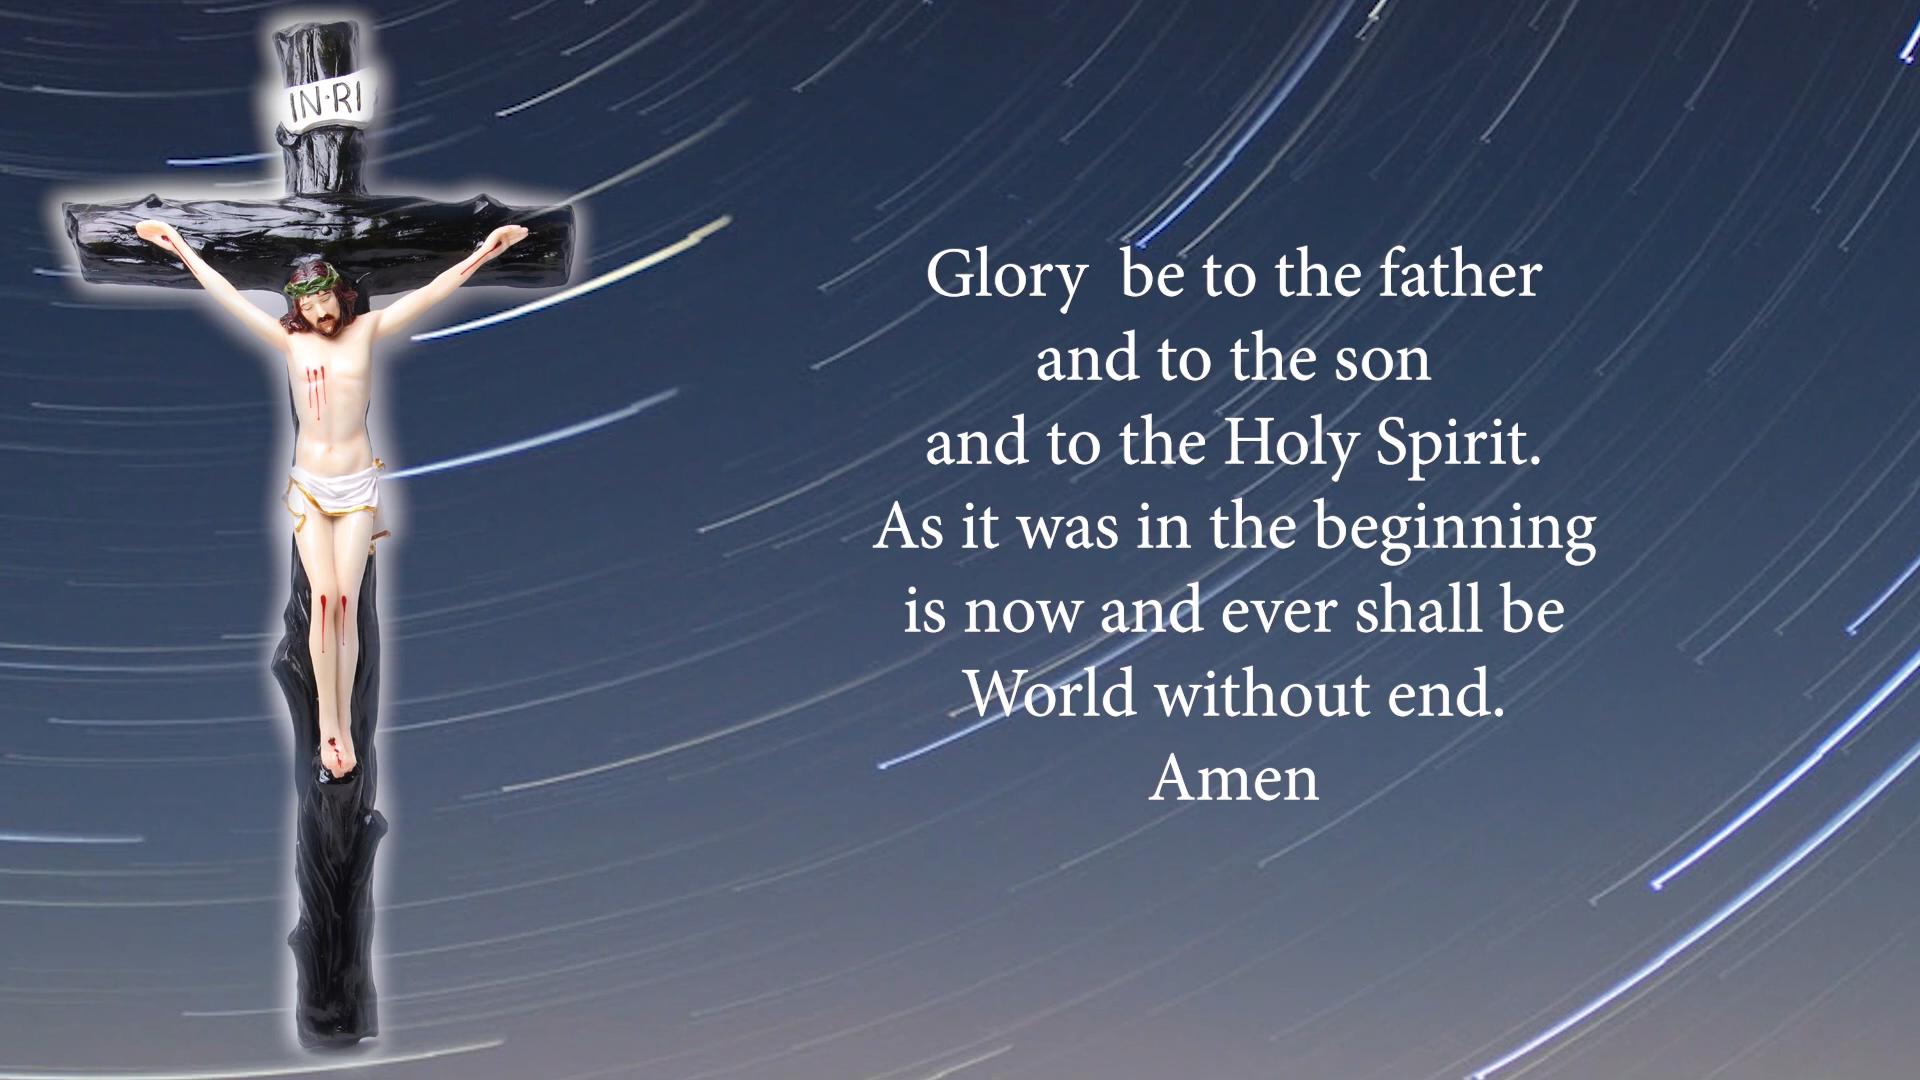 IN·RI
Glory be to the father
and to the son
and to the Holy Spirit.
As it was in the beginning
is now and ever shall be
World without end.
Amen